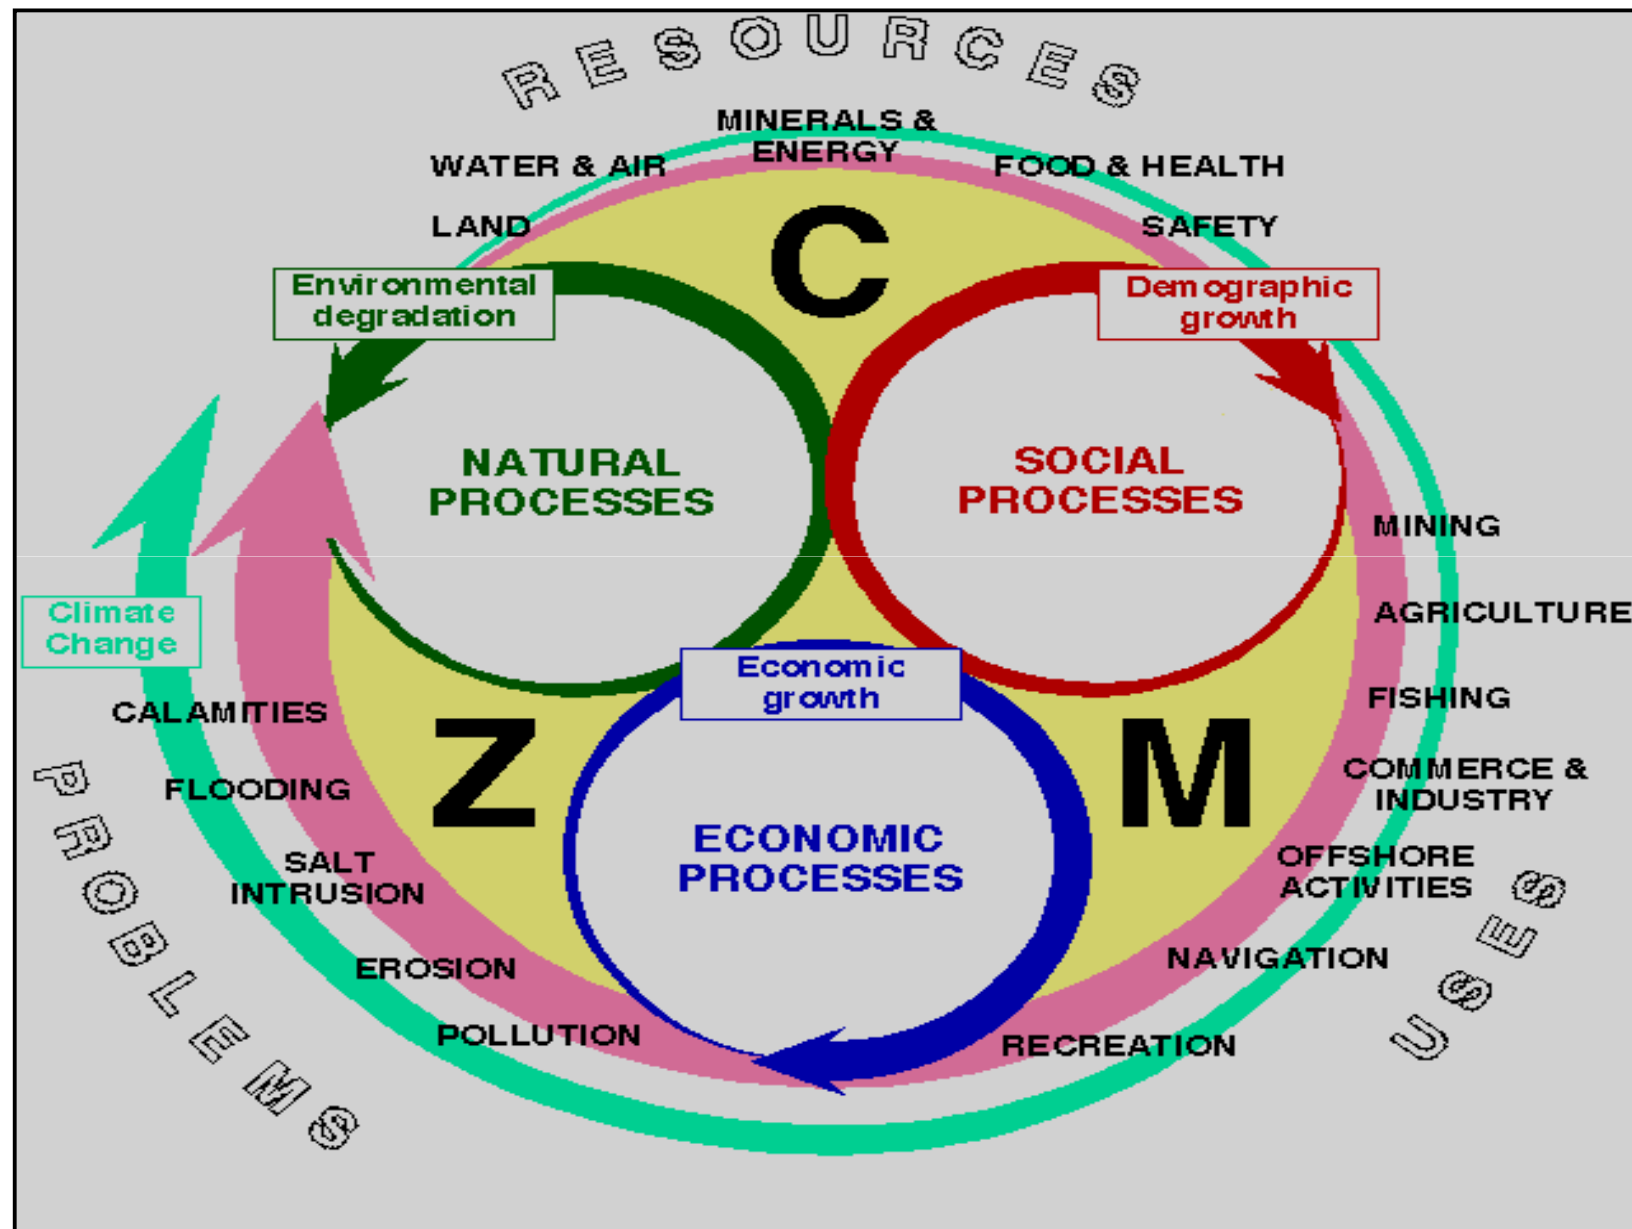 RESOURCES
MINERALS &
ENERGY
WATER & AIR
FOOD & HEALTH
LAND
SAFETY
C
Environmental
degradation
Demographic
growth
NATURAL
PROCESSES
SOCIAL
PROCESSES
MINING
AGRICULTURE
FISHING
COMMERCE &
INDUSTRY
OFFSHORE
ACTIVITIES
NAVIGATION
RECREATION
USES
Climate
Change
Economic
growth
Z
M
ECONOMIC
PROCESSES
CALAMITIES
FLOODING
SALT
INTRUSION
EROSION
POLLUTION
PROBLEMS